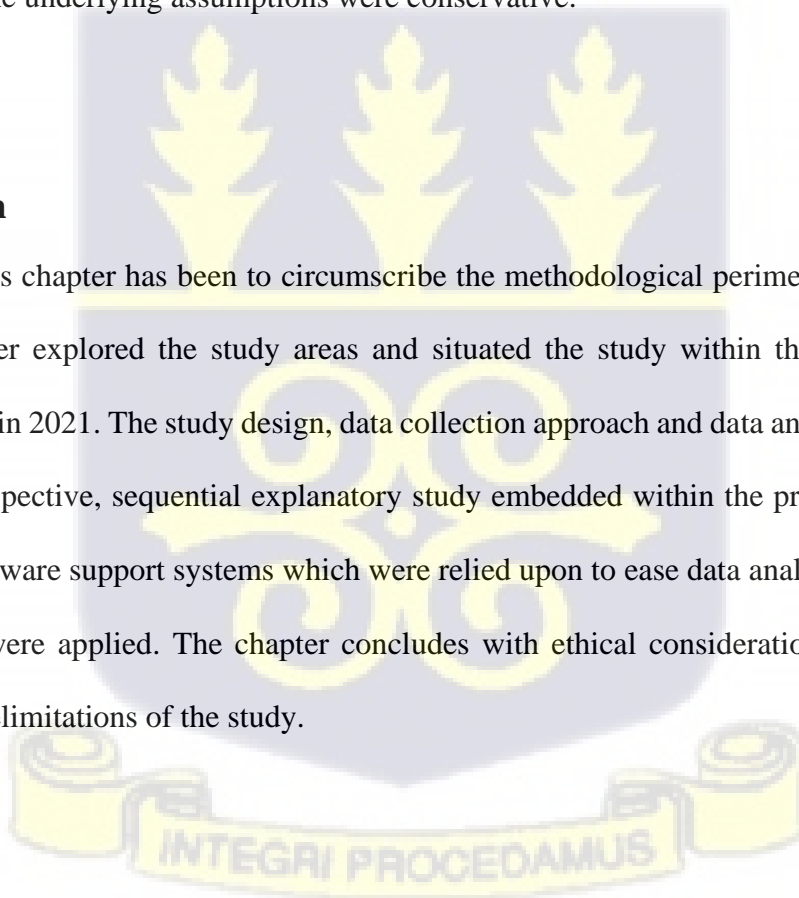 underlying assumptions were conservative.
s chapter has been to circumscribe the methodological perime
er explored the study areas and situated the study within th
in 2021. The study design, data collection approach and data an
pective, sequential explanatory study embedded within the pr
ware support systems which were relied upon to ease data anal
were applied. The chapter concludes with ethical consideratio
limitations of the study.
INTEGRI PROCEDAMUS